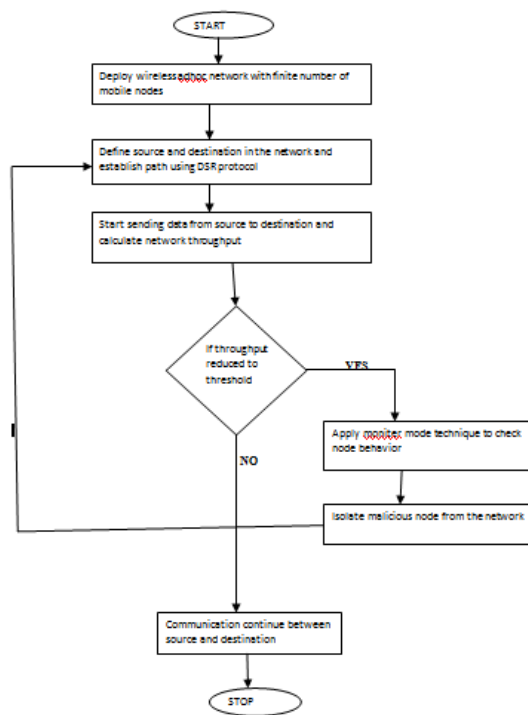 START
Deploy wireless adhoc network with finite number of
mobile nodes
Define source and destination in the network and
establish path using DSR protocol
Start sending data from source to destination and
calculate network throughput
If throughput
reduced to
threshold
YES
Apply moniter mode technique to check
node behavior
NO
Isolate malicious node from the network
Communication continue between
source and destination
STOP